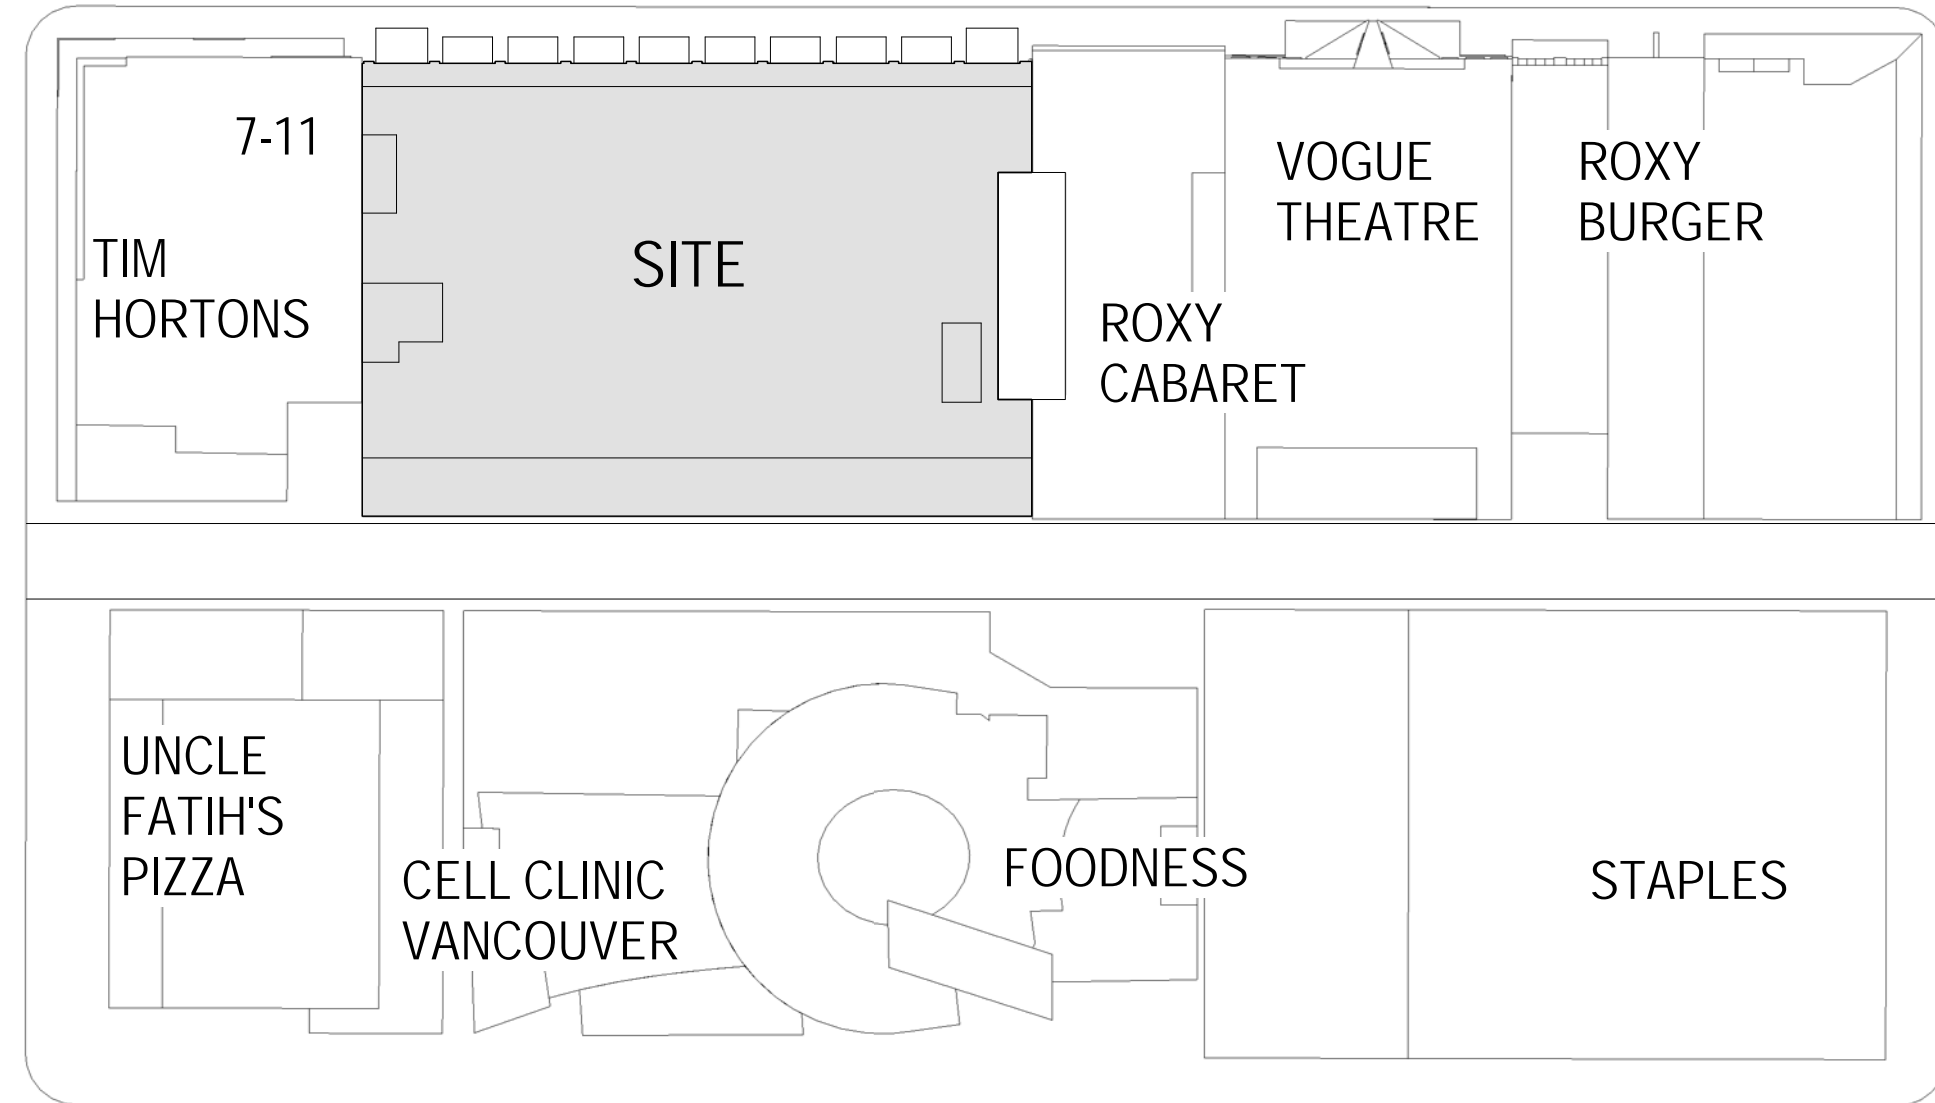 7-11
TIM
HORTONS
SITE
ROXY
CABARET
VOGUE
THEATRE
ROXY
BURGER
UNCLE
FATIH'S
PIZZA
CELL CLINIC
VANCOUVER
FOODNESS
STAPLES